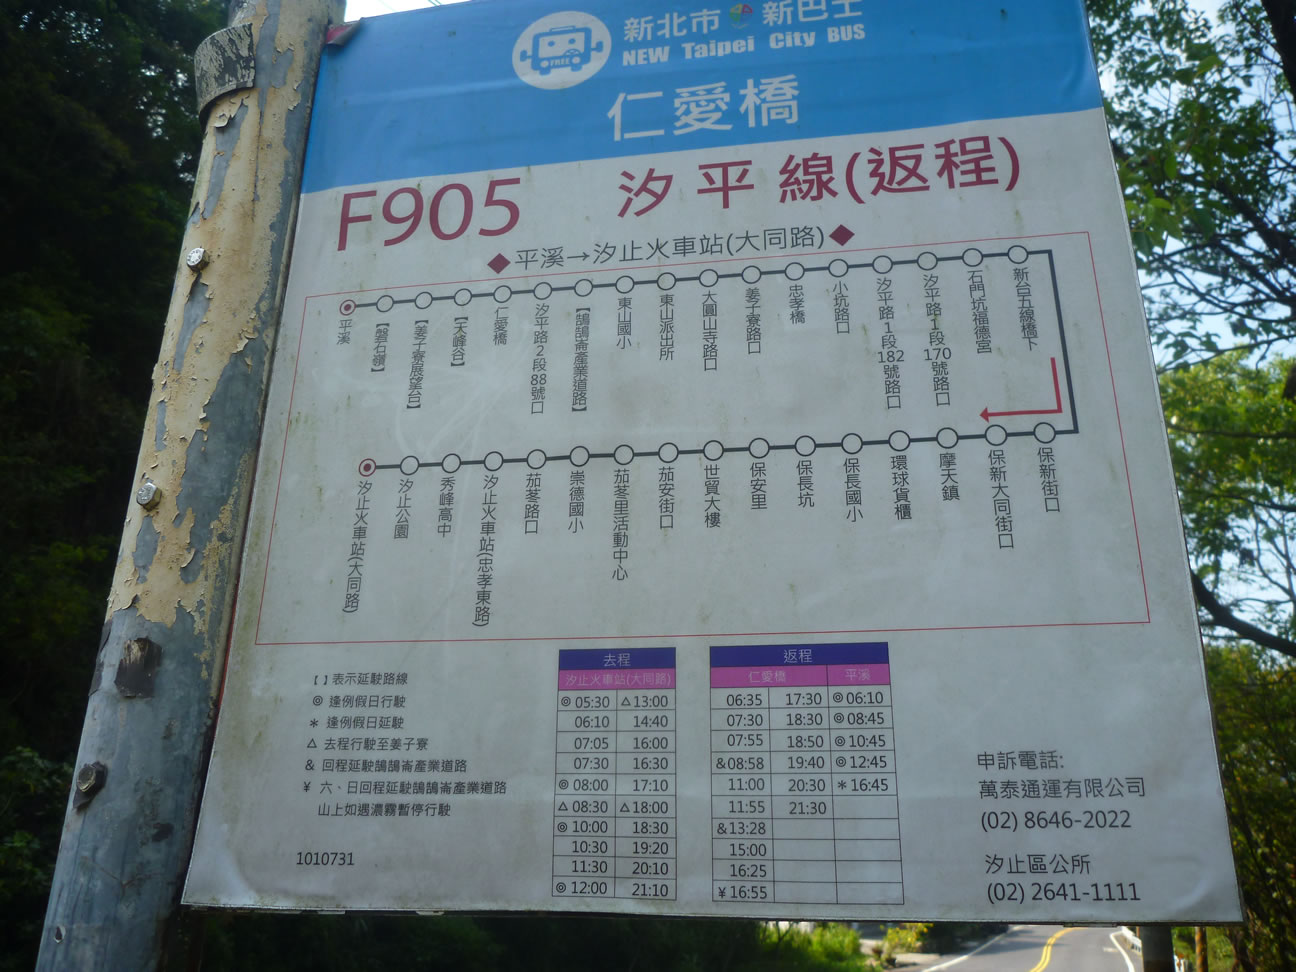 新北市 新巴士
NEW Taipei City BUS
FREE
仁愛橋
F905 汐平線(返程)
◆平溪→汐止火車站(大同路)◆
平溪
【磐石嶺】
【姜子寮展望台】
【天峰谷】
仁愛橋
汐平路2段88號口
【鵠鵠崙產業道路】
東山國小
東山派出所
大圓山寺路口
姜子寮路口
忠孝橋
小坑路口
汐平路1段182號路口
汐平路1段170號路口
石門坑福德宮
新台五線橋下
汐止火車站(大同路)
汐止公園
秀峰高中
汐止火車站(忠孝東路)
茄苳路口
崇德國小
茄苳里活動中心
茄安街口
世貿大樓
保安里
保長坑
保長國小
環球貨櫃
摩天鎮
保新大同街口
保新街口
【】表示延駛路線
◎ 逢例假日行駛
* 逢例假日延駛
△ 去程行駛至姜子寮
& 回程延駛鵠鵠崙產業道路
¥ 六、日回程延駛鵠鵠崙產業道路
山上如遇濃霧暫停行駛
1010731
去程
汐止火車站(大同路)
◎05:30 △13:00
06:10 14:40
07:05 16:00
07:30 16:30
◎08:00 17:10
△08:30 △18:00
◎10:00 18:30
10:30 19:20
11:30 20:10
◎12:00 21:10
返程
仁愛橋 平溪
06:35 17:30 ◎06:10
07:30 18:30 ◎08:45
07:55 18:50 ◎10:45
&08:58 19:40 ◎12:45
11:00 20:30 *16:45
11:55 21:30
&13:28
15:00
16:25
¥16:55
申訴電話:
萬泰通運有限公司
(02) 8646-2022
汐止區公所
(02) 2641-1111